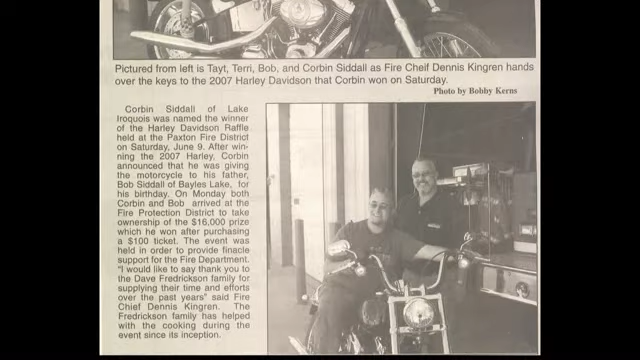 Pictured from left is Tayt, Terri, Bob, and Corbin Siddall as Fire Cheif Dennis Kingren hands
over the keys to the 2007 Harley Davidson that Corbin won on Saturday.
Photo by Bobby Kerns
Corbin Siddall of Lake
Iroquois was named the winner
of the Harley Davidson Raffle
held at the Paxton Fire District
on Saturday, June 9. After win-
ning the 2007 Harley, Corbin
announced that he was giving
the motorcycle to his father,
Bob Siddall of Bayles Lake, for
his birthday. On Monday both
Corbin and Bob arrived at the
Fire Protection District to take
ownership of the $16,000 prize
which he won after purchasing
a $100 ticket. The event was
held in order to provide finacle
support for the Fire Department.
"I would like to say thank you to
the Dave Fredrickson family for
supplying their time and efforts
over the past years" said Fire
Chief Dennis Kingren. The
Fredrickson family has helped
with the cooking during the
event since its inception.